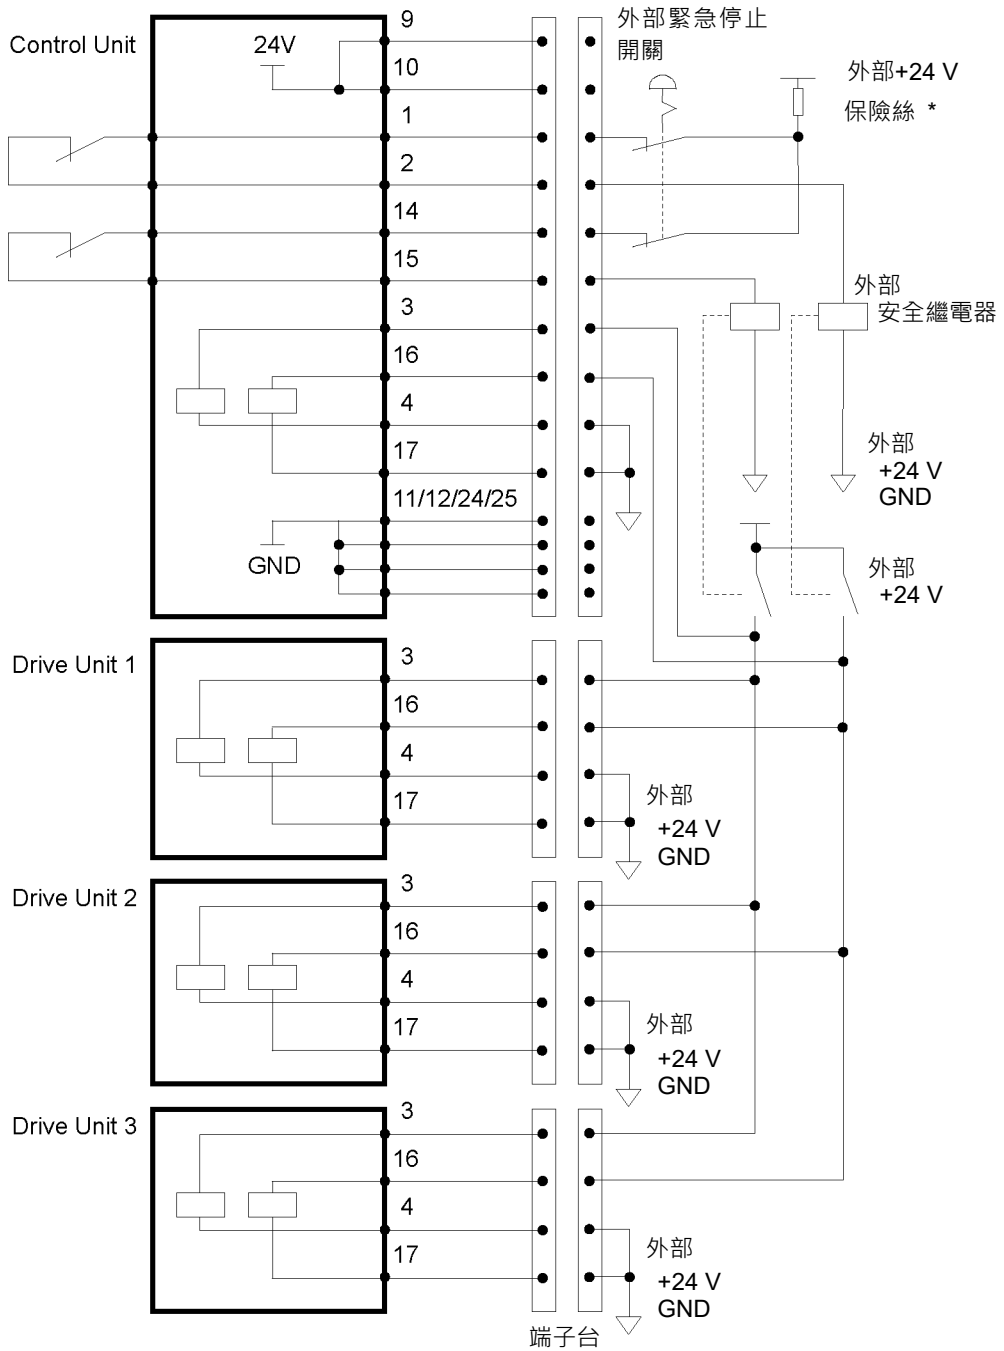 Control Unit
24V
9
10
1
2
14
15
3
16
4
17
11/12/24/25
GND
外部緊急停止
開關
外部+24 V
保險絲 *
外部
安全繼電器
外部
+24 V
GND
外部
+24 V
Drive Unit 1
3
16
4
17
外部
+24 V
GND
Drive Unit 2
3
16
4
17
外部
+24 V
GND
Drive Unit 3
3
16
4
17
外部
+24 V
GND
端子台